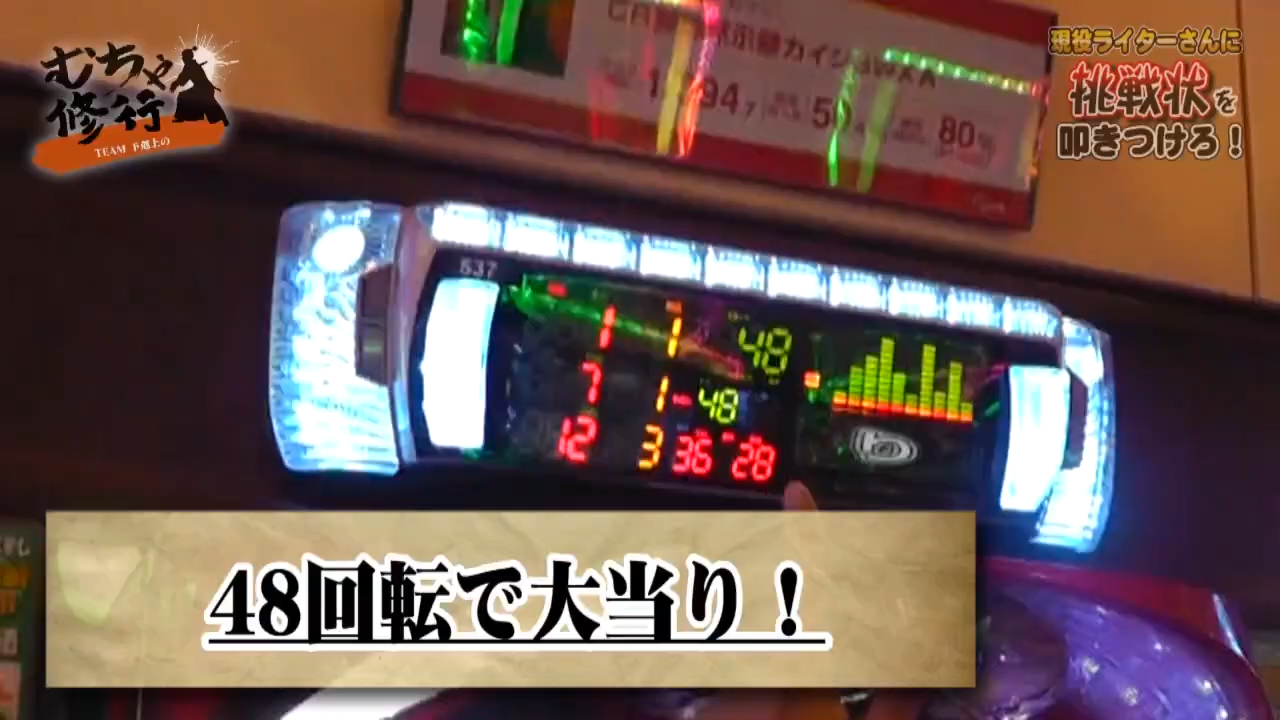 むちゃ
修行
TEAM 下剋上の
現役ライターさんに
挑戦状を
叩きつけろ！
80%
537
1 1 48
7 1 48
12 3 36 28
48回転で大当り！